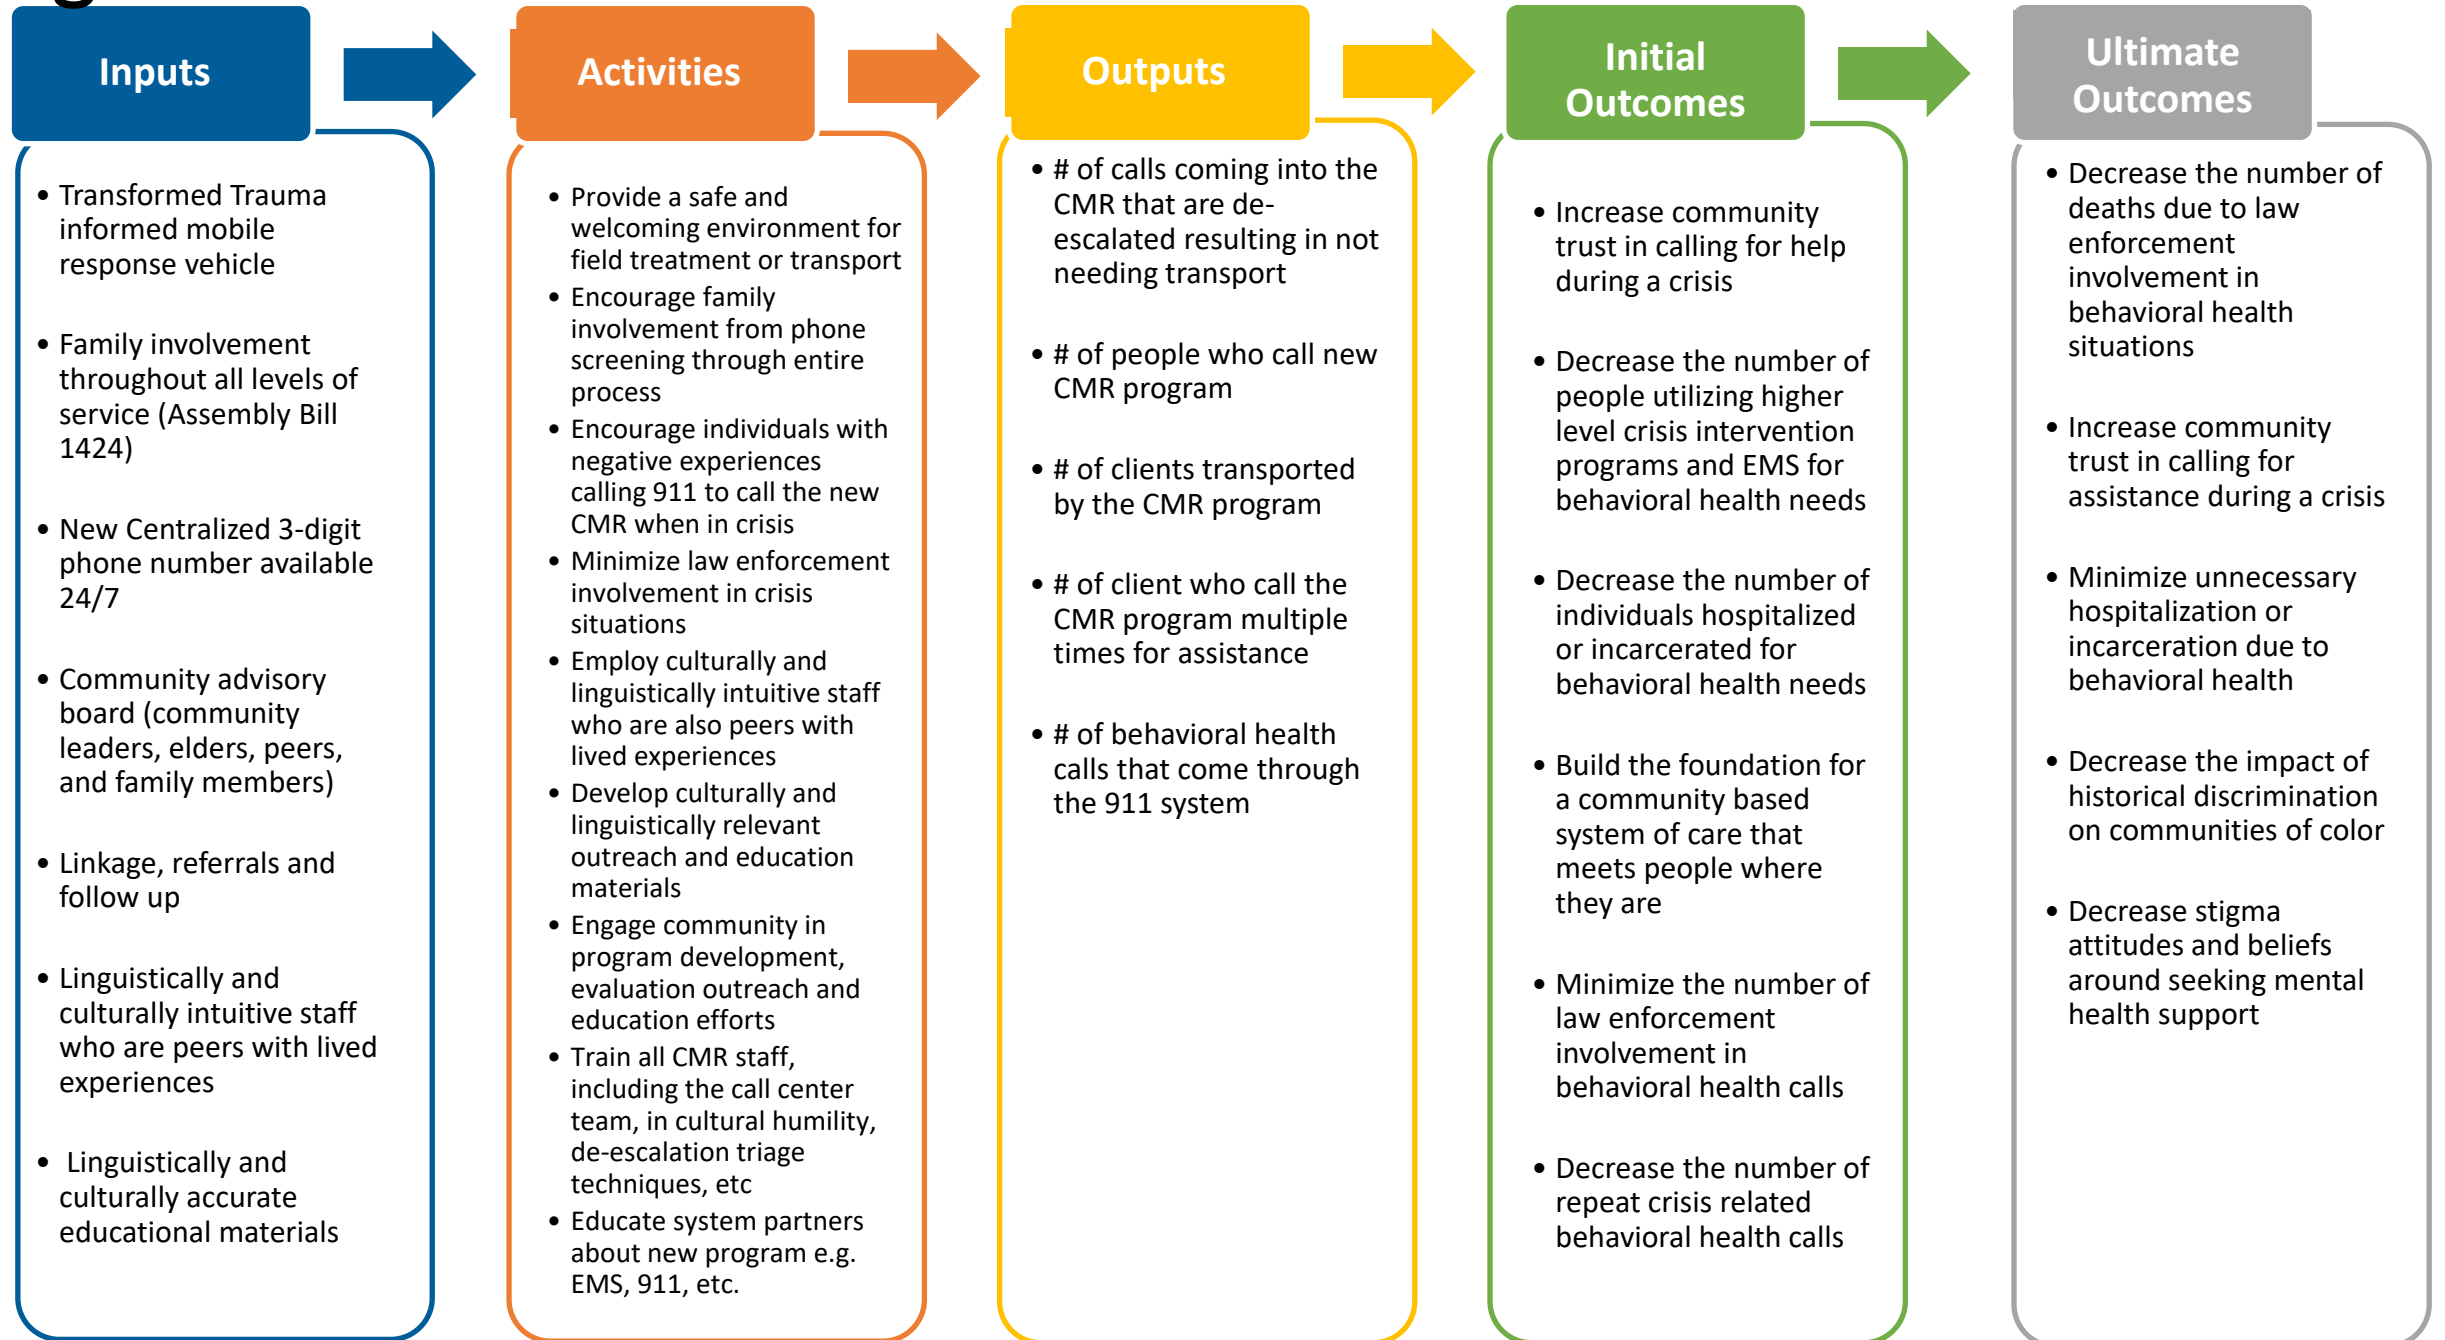 Inputs
• Transformed Trauma
informed mobile
response vehicle
• Family involvement
throughout all levels of
service (Assembly Bill
1424)
• New Centralized 3-digit
phone number available
24/7
• Community advisory
board (community
leaders, elders, peers,
and family members)
• Linkage, referrals and
follow up
• Linguistically and
culturally intuitive staff
who are peers with lived
experiences
• Linguistically and
culturally accurate
educational materials
Activities
• Provide a safe and
welcoming environment for
field treatment or transport
• Encourage family
involvement from phone
screening through entire
process
• Encourage individuals with
negative experiences
calling 911 to call the new
CMR when in crisis
• Minimize law enforcement
involvement in crisis
situations
• Employ culturally and
linguistically intuitive staff
who are also peers with
lived experiences
• Develop culturally and
linguistically relevant
outreach and education
materials
• Engage community in
program development,
evaluation outreach and
education efforts
• Train all CMR staff,
including the call center
team, in cultural humility,
de-escalation triage
techniques, etc
• Educate system partners
about new program e.g.
EMS, 911, etc.
Outputs
• # of calls coming into the
CMR that are de-
escalated resulting in not
needing transport
• # of people who call new
CMR program
• # of clients transported
by the CMR program
• # of client who call the
CMR program multiple
times for assistance
• # of behavioral health
calls that come through
the 911 system
Initial
Outcomes
• Increase community
trust in calling for help
during a crisis
• Decrease the number of
people utilizing higher
level crisis intervention
programs and EMS for
behavioral health needs
• Decrease the number of
individuals hospitalized
or incarcerated for
behavioral health needs
• Build the foundation for
a community based
system of care that
meets people where
they are
• Minimize the number of
law enforcement
involvement in
behavioral health calls
• Decrease the number of
repeat crisis related
behavioral health calls
Ultimate
Outcomes
• Decrease the number of
deaths due to law
enforcement
involvement in
behavioral health
situations
• Increase community
trust in calling for
assistance during a crisis
• Minimize unnecessary
hospitalization or
incarceration due to
behavioral health
• Decrease the impact of
historical discrimination
on communities of color
• Decrease stigma
attitudes and beliefs
around seeking mental
health support